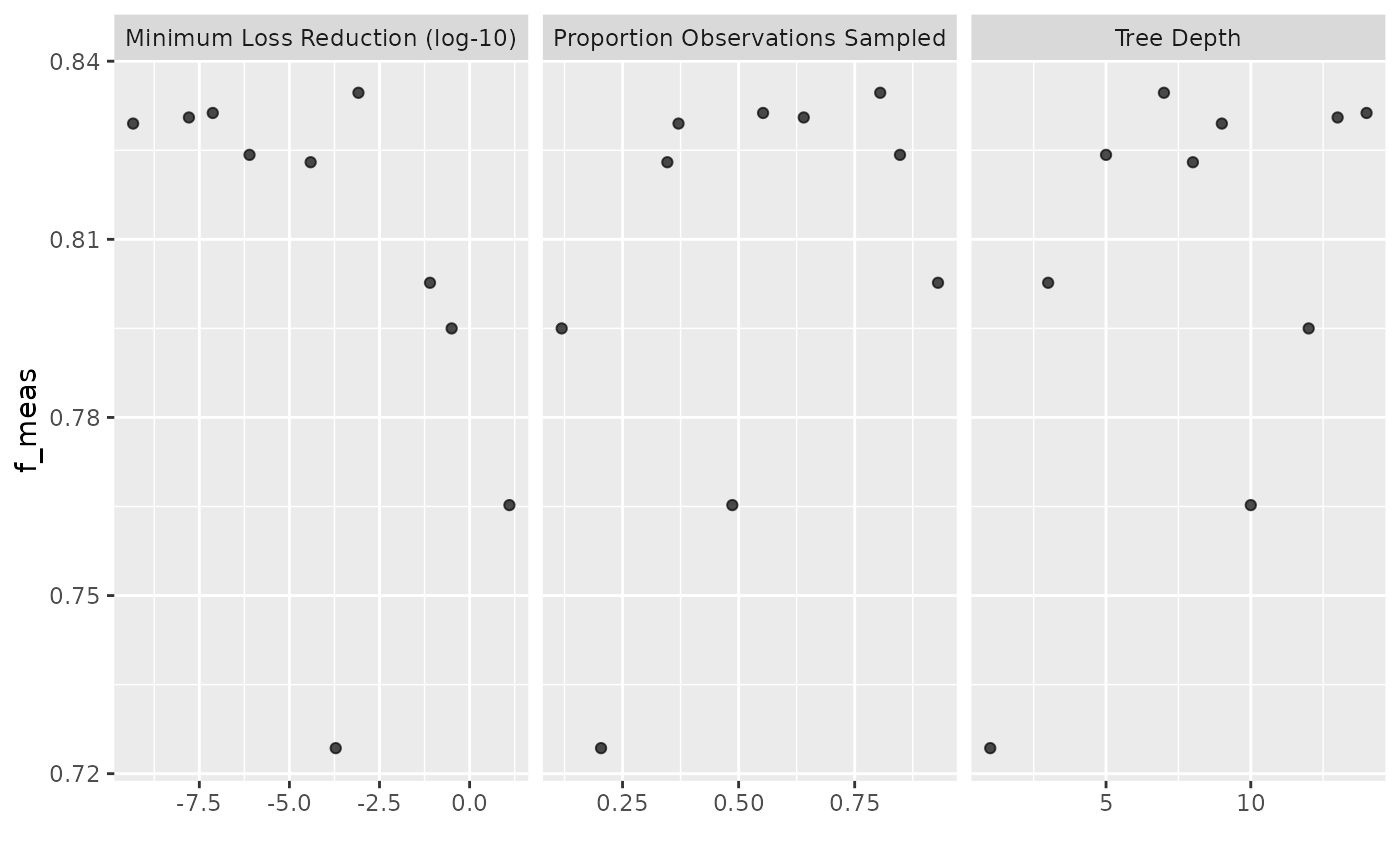 Minimum Loss Reduction (log-10)
Proportion Observations Sampled
Tree Depth
f_meas
0.84
0.81
0.78
0.75
0.72
-7.5 -5.0 -2.5 0.0
0.25 0.50 0.75
5 10